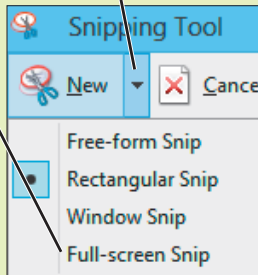 Snipping Tool
New Cance
Free-form Snip
Rectangular Snip
Window Snip
Full-screen Snip